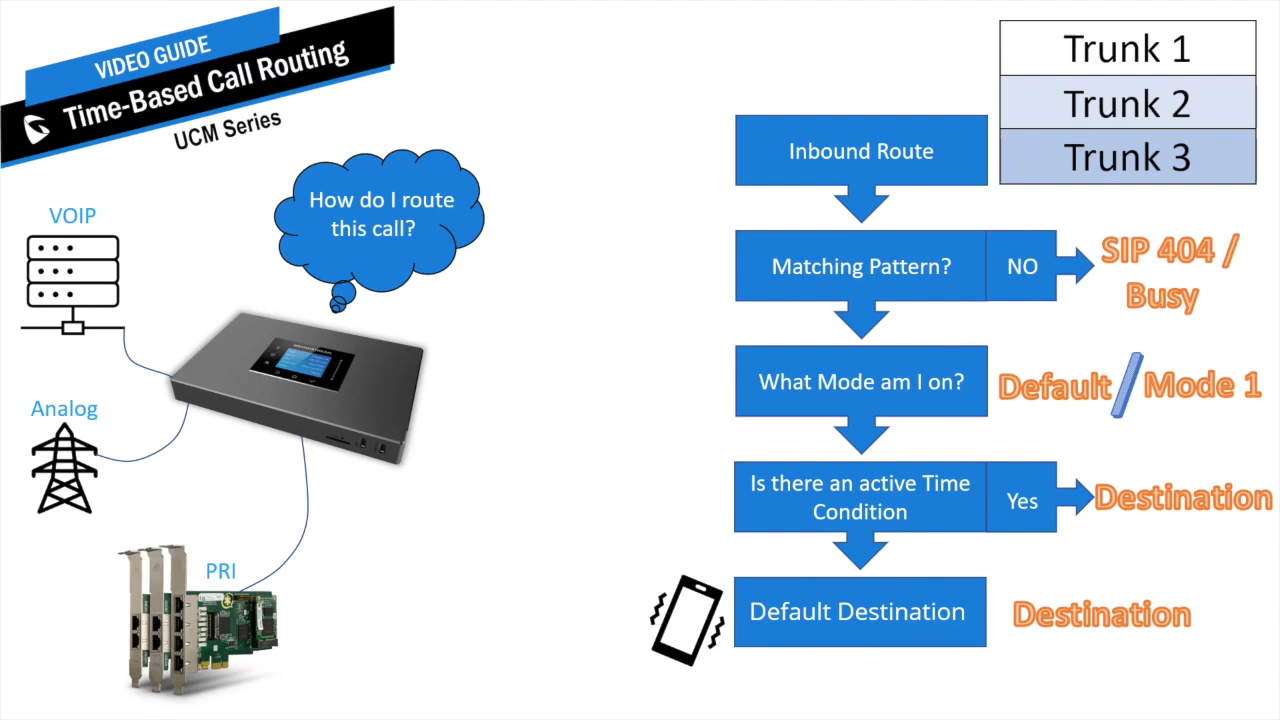 VIDEO GUIDE
Time-Based Call Routing
UCM Series
How do I route
this call?
VOIP
Analog
PRI
Trunk 1
Trunk 2
Trunk 3
Inbound Route
Matching Pattern?
NO
SIP 404 /
Busy
What Mode am I on?
Default / Mode 1
Is there an active Time
Condition
Yes
Destination
Default Destination
Destination